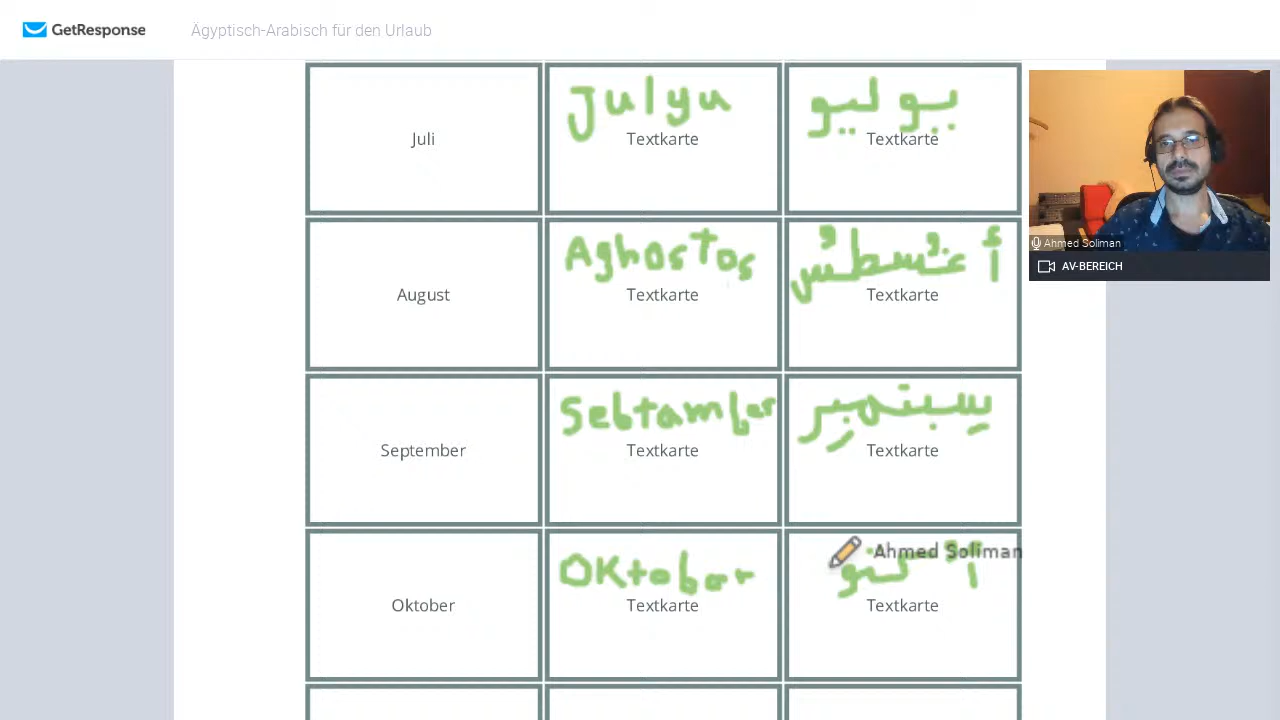 GetResponse
Ägyptisch-Arabisch für den Urlaub
Juli
Julyu
Textkarte
يوليو
Textkarte
Ahmed Soliman
AV-BEREICH
August
Aghostos
Textkarte
أغسطس
Textkarte
September
Sebtamber
Textkarte
سبتمبر
Textkarte
Oktober
Oktobar
Textkarte
Ahmed Soliman
Textkarte